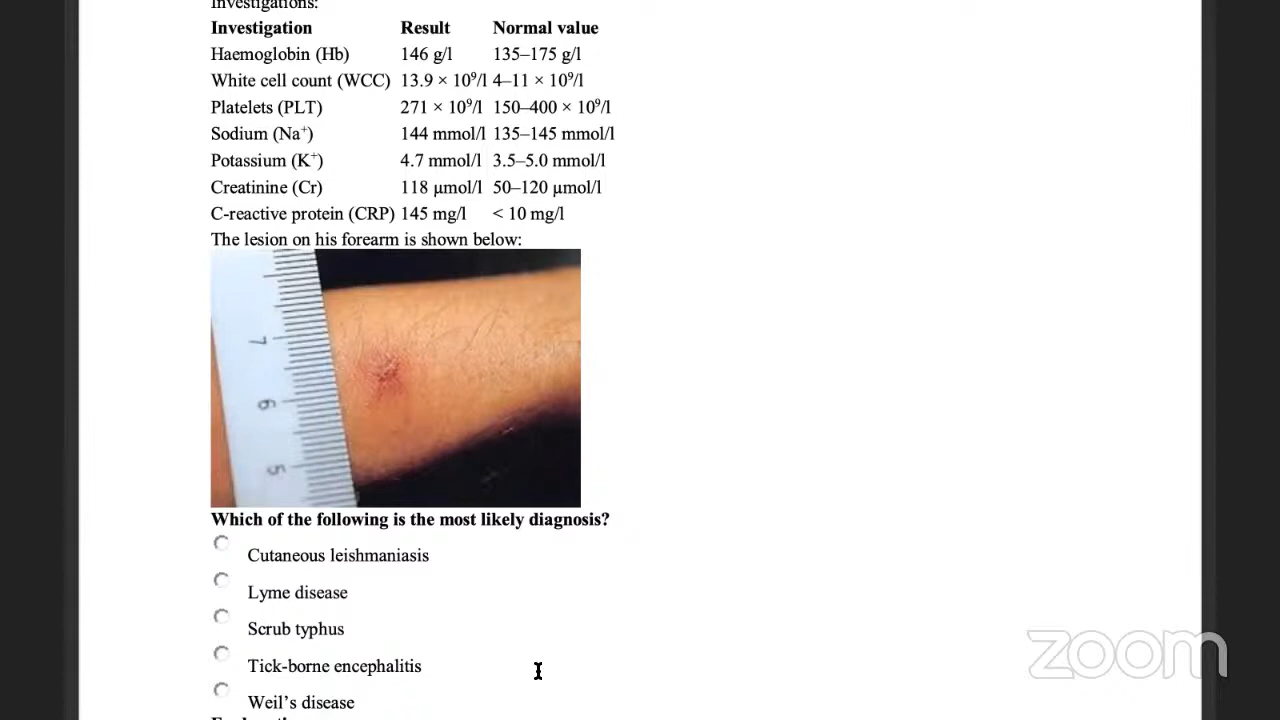 Investigations:
Investigation Result Normal value
Haemoglobin (Hb) 146 g/l 135–175 g/l
White cell count (WCC) 13.9 × 10⁹/l 4–11 × 10⁹/l
Platelets (PLT) 271 × 10⁹/l 150–400 × 10⁹/l
Sodium (Na⁺) 144 mmol/l 135–145 mmol/l
Potassium (K⁺) 4.7 mmol/l 3.5–5.0 mmol/l
Creatinine (Cr) 118 µmol/l 50–120 µmol/l
C-reactive protein (CRP) 145 mg/l < 10 mg/l
The lesion on his forearm is shown below:
7
6
5
Which of the following is the most likely diagnosis?
Cutaneous leishmaniasis
Lyme disease
Scrub typhus
Tick-borne encephalitis
Weil’s disease
zoom